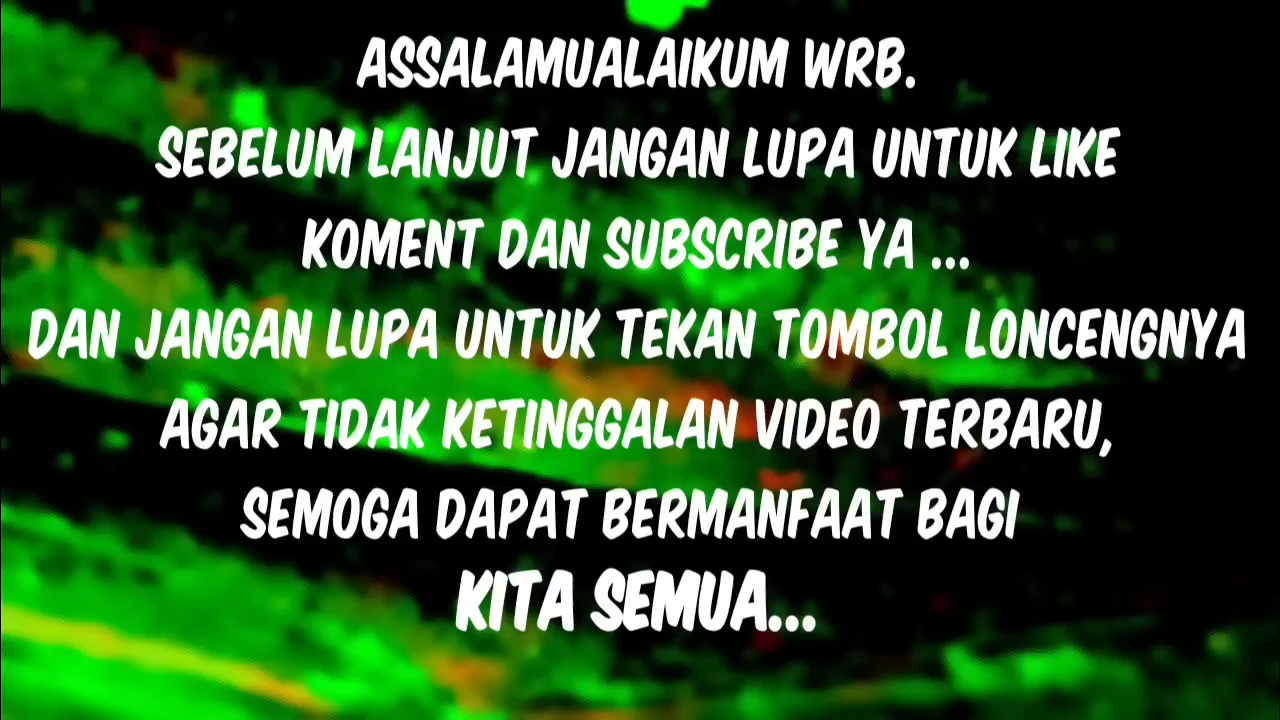 ASSALAMUALAIKUM WRB.
SEBELUM LANJUT JANGAN LUPA UNTUK LIKE
KOMENT DAN SUBSCRIBE YA ...
DAN JANGAN LUPA UNTUK TEKAN TOMBOL LONCENGNYA
AGAR TIDAK KETINGGALAN VIDEO TERBARU,
SEMOGA DAPAT BERMANFAAT BAGI
KITA SEMUA...